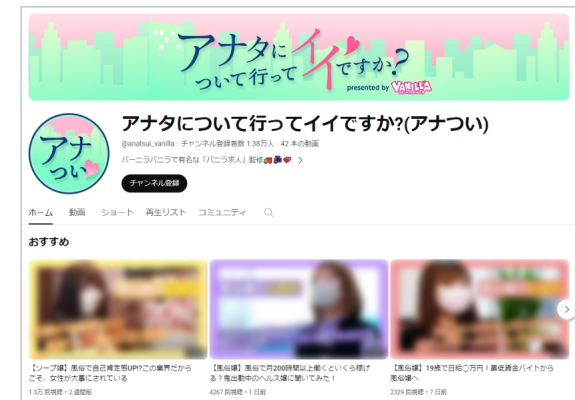 アナタについて行ってイイですか?
presented by VANILLA
アナつい
アナタについて行ってイイですか?(アナつい)
@anatsui_vanilla・チャンネル登録者数 1.38万人・42 本の動画
バーニラバニラで有名な「バニラ求人」監修
チャンネル登録
ホーム 動画 ショート 再生リスト コミュニティ
おすすめ
【ソープ嬢】風俗で自己肯定感UP!?この業界だから
こそ、女性が大事にされている
1.3万 回視聴・2 週間前
【風俗嬢】風俗で月200時間以上働くといくら稼げ
る?鬼出勤中のヘルス嬢に聞いてみた!
4267 回視聴・1 日前
【風俗嬢】19歳で日給〇万円!最低賃金バイトから
風俗嬢へ
2329 回視聴・7 日前